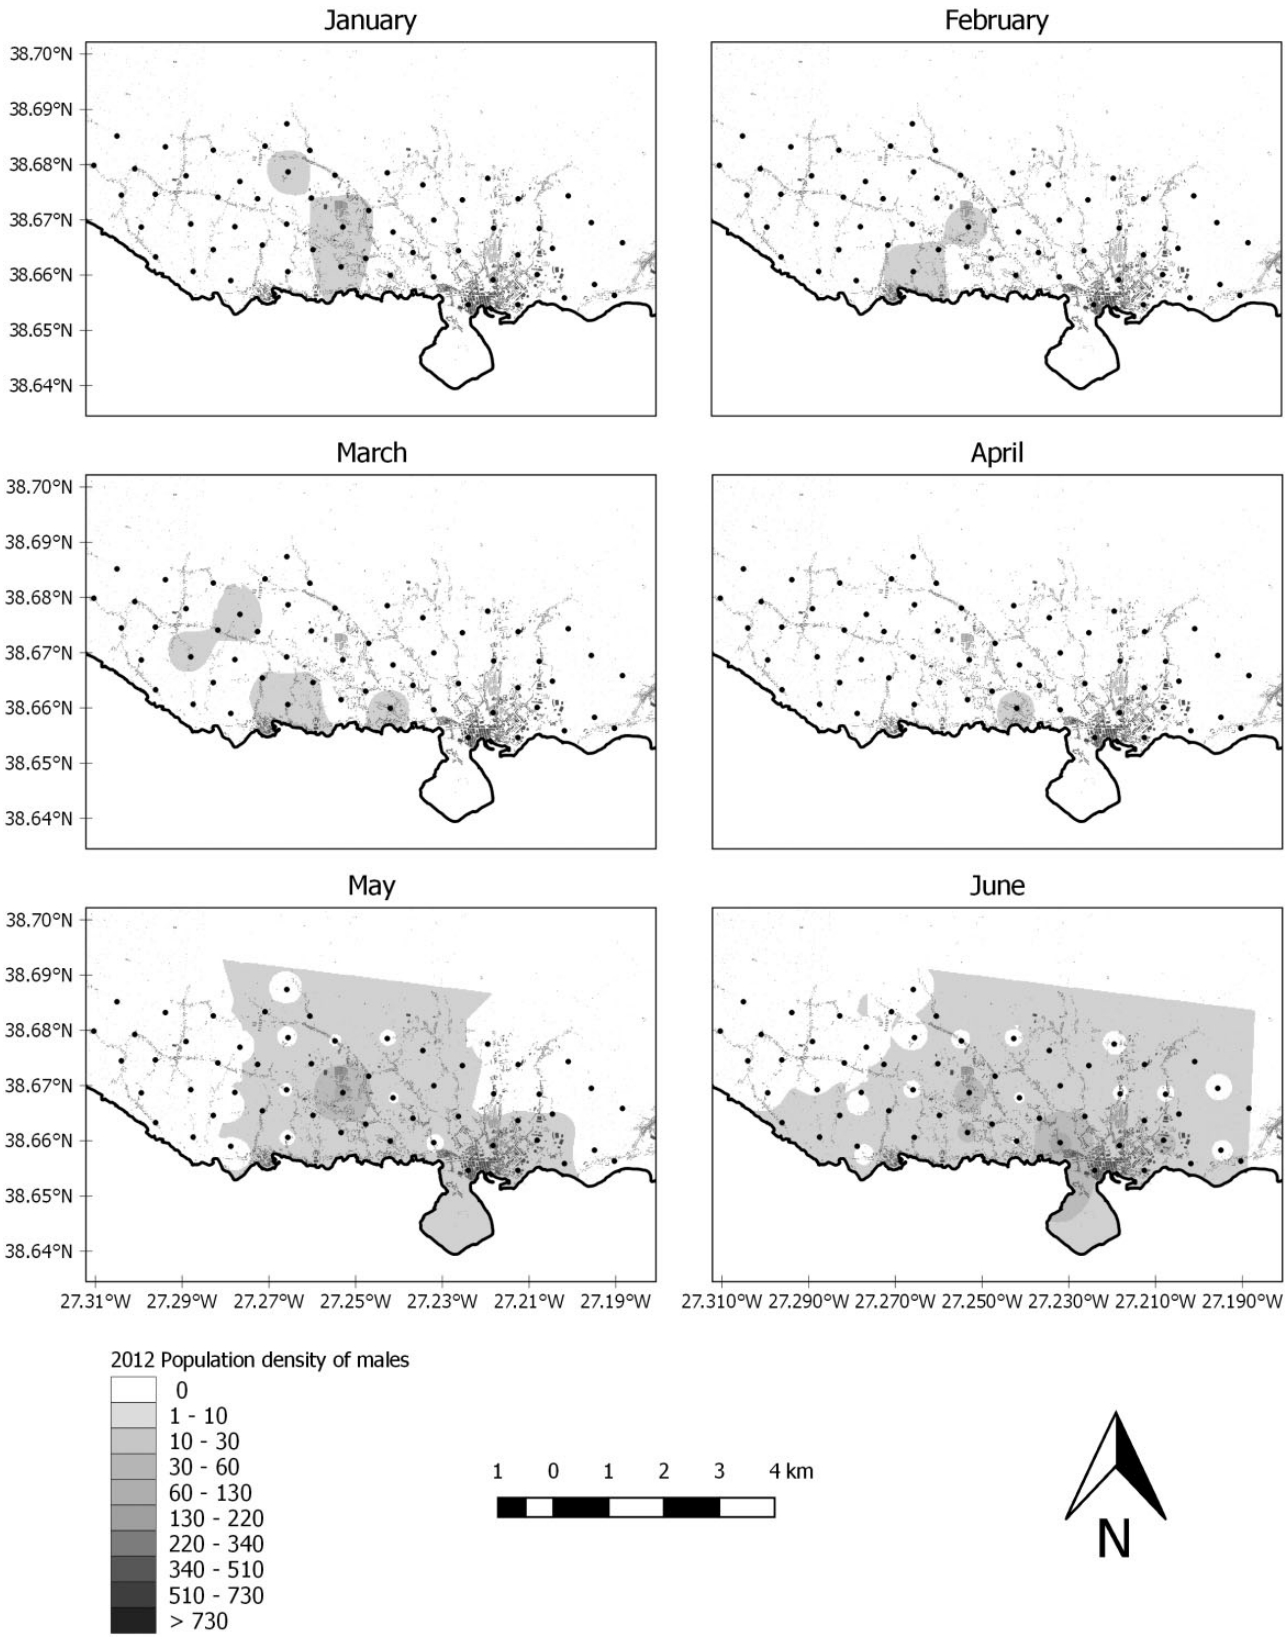 January
February
38.70°N
38.69°N
38.68°N
38.67°N
38.66°N
38.65°N
38.64°N
March
April
38.70°N
38.69°N
38.68°N
38.67°N
38.66°N
38.65°N
38.64°N
May
June
38.70°N
38.69°N
38.68°N
38.67°N
38.66°N
38.65°N
38.64°N
27.31°W 27.29°W 27.27°W 27.25°W 27.23°W 27.21°W 27.19°W
27.310°W 27.290°W 27.270°W 27.250°W 27.230°W 27.210°W 27.190°W
2012 Population density of males
0
1 - 10
10 - 30
30 - 60
60 - 130
130 - 220
220 - 340
340 - 510
510 - 730
> 730
1 0 1 2 3 4 km
N